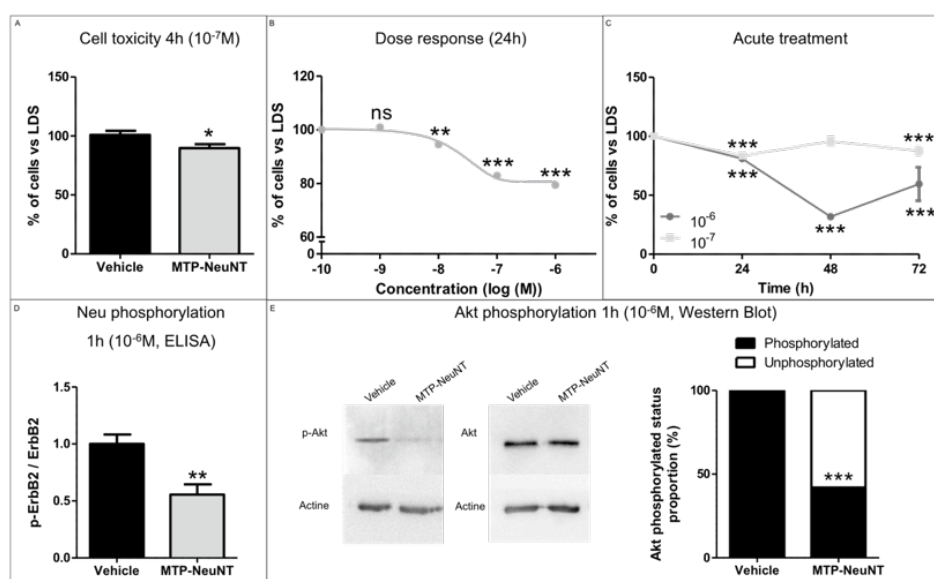 A
Cell toxicity 4h (10⁻⁷M)
% of cells vs LDS
150
100
50
0
*
Vehicle
MTP-NeuNT
B
Dose response (24h)
% of cells vs LDS
120
100
80
60
0
ns
**
***
***
-10
-9
-8
-7
-6
Concentration (log (M))
C
Acute treatment
% of cells vs LDS
150
100
50
0
***
***
***
***
***
10⁻⁶
10⁻⁷
0
24
48
72
Time (h)
D
Neu phosphorylation
1h (10⁻⁶M, ELISA)
p-ErbB2 / ErbB2
1.5
1.0
0.5
0.0
**
Vehicle
MTP-NeuNT
E
Akt phosphorylation 1h (10⁻⁶M, Western Blot)
Vehicle
MTP-NeuNT
p-Akt
Actine
Vehicle
MTP-NeuNT
Akt
Actine
Phosphorylated
Unphosphorylated
Akt phosphorylated status
proportion (%)
100
50
0
***
Vehicle
MTP-NeuNT